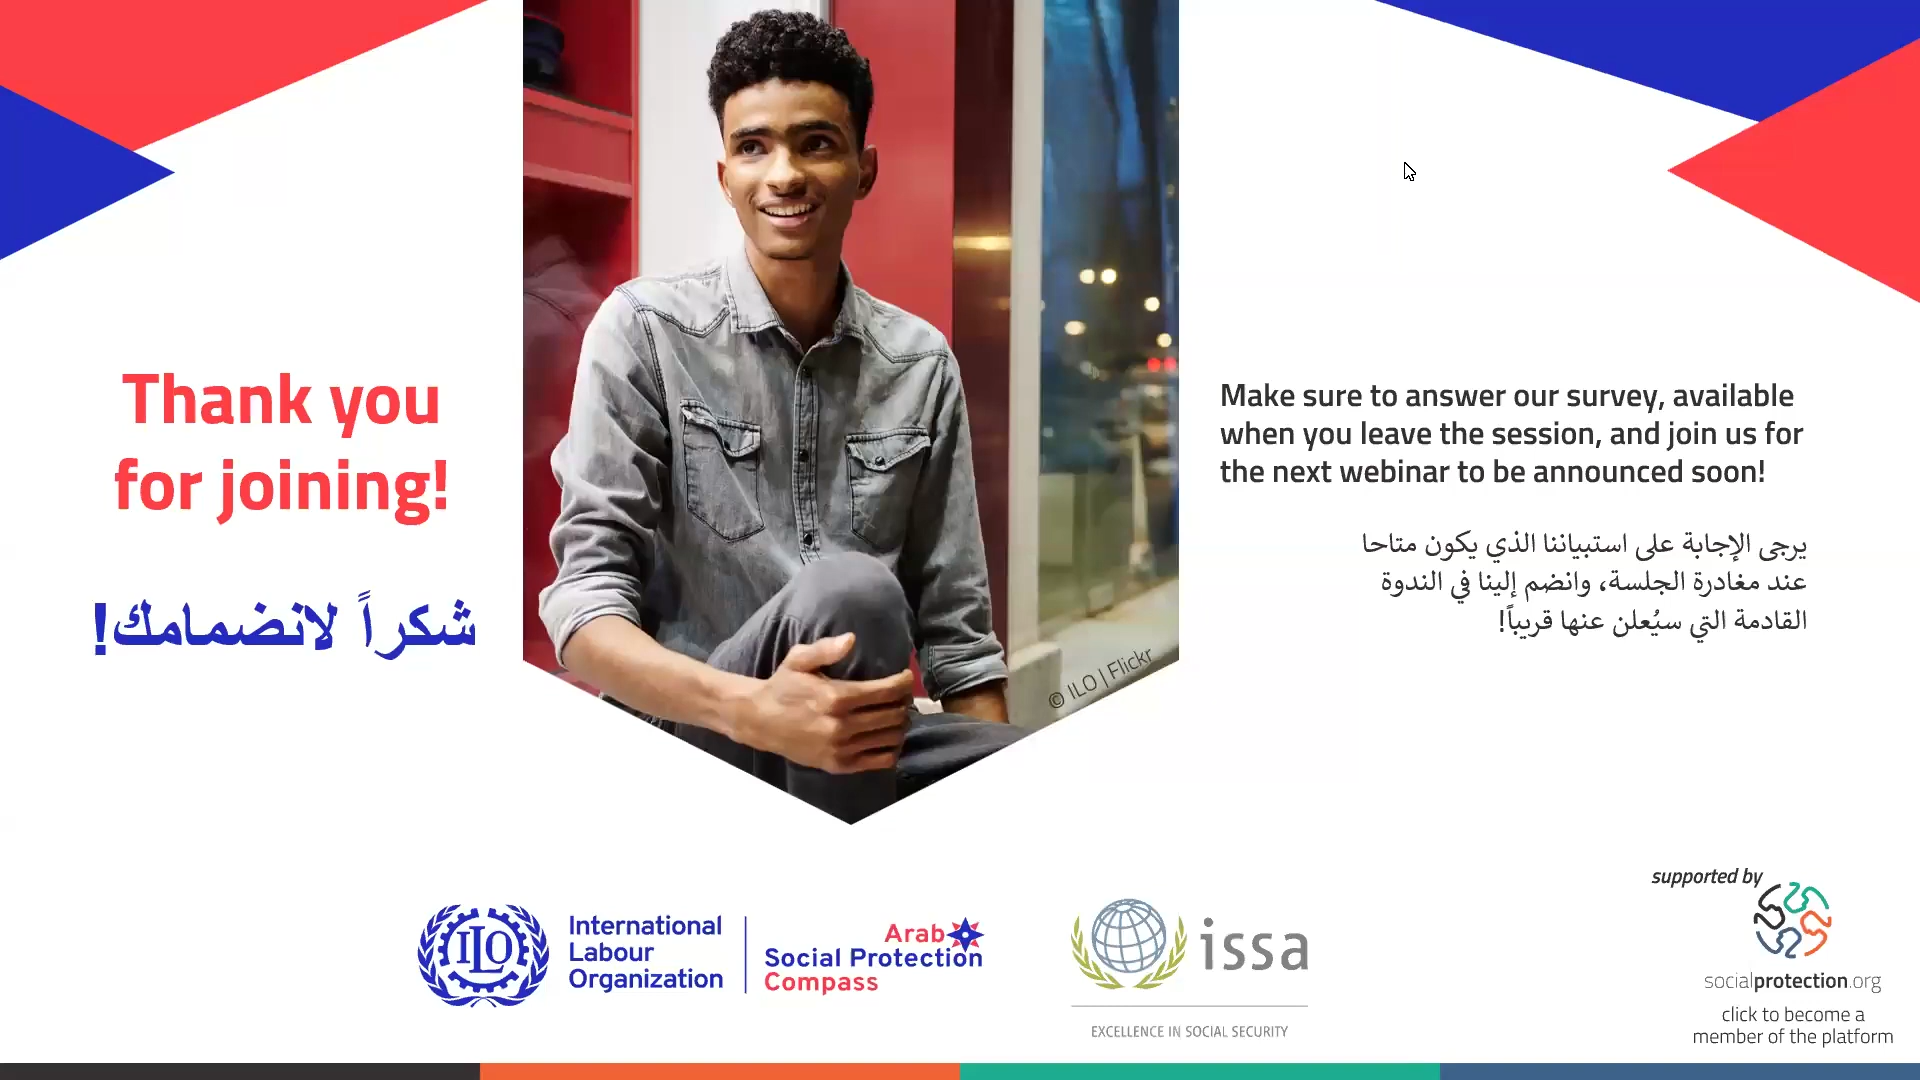 Thank you
for joining!
شكراً لانضمامك!
© ILO | Flickr
Make sure to answer our survey, available
when you leave the session, and join us for
the next webinar to be announced soon!
يرجى الإجابة على استبياننا الذي يكون متاحا
عند مغادرة الجلسة، وانضم إلينا في الندوة
القادمة التي سيُعلن عنها قريباً!
ILO
International
Labour
Organization
Arab
Social Protection
Compass
issa
EXCELLENCE IN SOCIAL SECURITY
supported by
socialprotection.org
click to become a
member of the platform